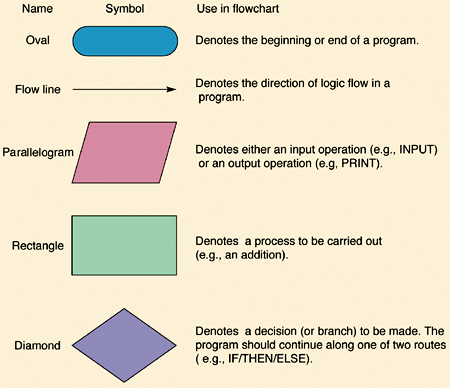 Name Symbol Use in flowchart
Oval Denotes the beginning or end of a program.
Flow line Denotes the direction of logic flow in a
program.
Parallelogram Denotes either an input operation (e.g., INPUT)
or an output operation (e.g, PRINT).
Rectangle Denotes a process to be carried out
(e.g., an addition).
Diamond Denotes a decision (or branch) to be made. The
program should continue along one of two routes
( e.g., IF/THEN/ELSE).